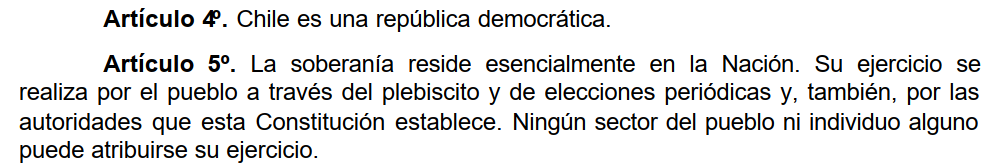 Artículo 4º. Chile es una república democrática.
Artículo 5º. La soberanía reside esencialmente en la Nación. Su ejercicio se
realiza por el pueblo a través del plebiscito y de elecciones periódicas y, también, por las
autoridades que esta Constitución establece. Ningún sector del pueblo ni individuo alguno
puede atribuirse su ejercicio.